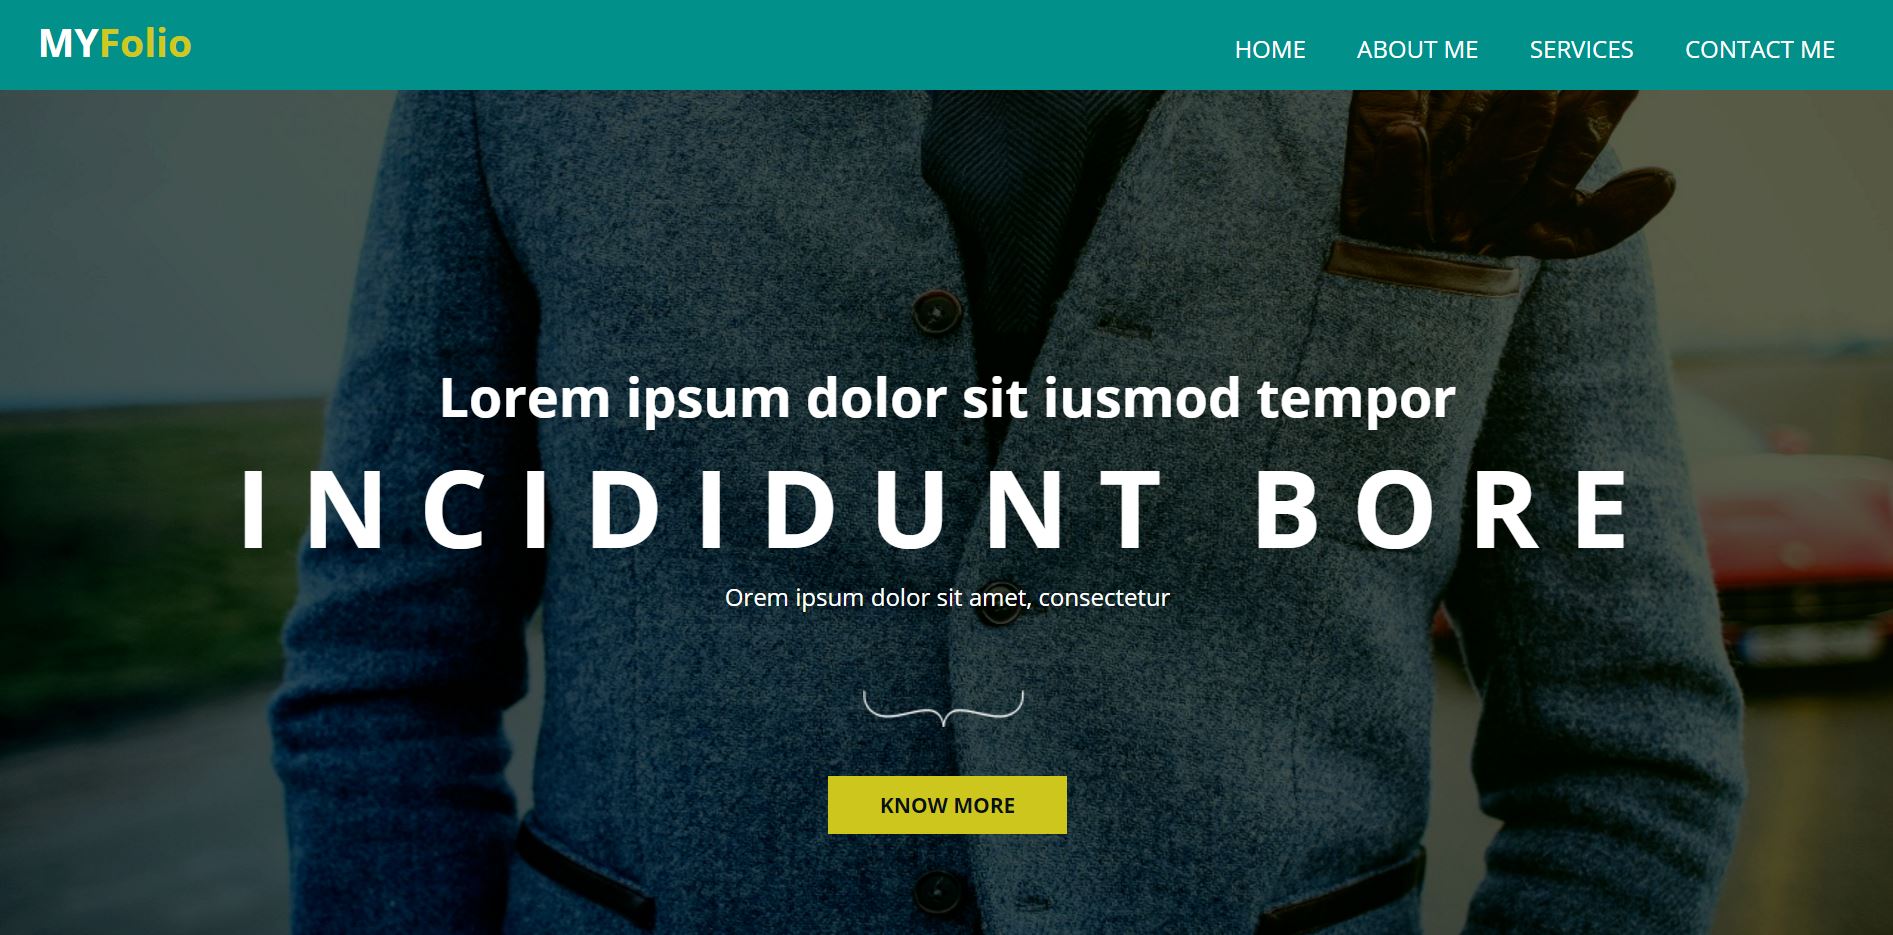 MYFolio
HOME ABOUT ME SERVICES CONTACT ME
Lorem ipsum dolor sit iusmod tempor
INCIDIDUNT BORE
Orem ipsum dolor sit amet, consectetur
KNOW MORE